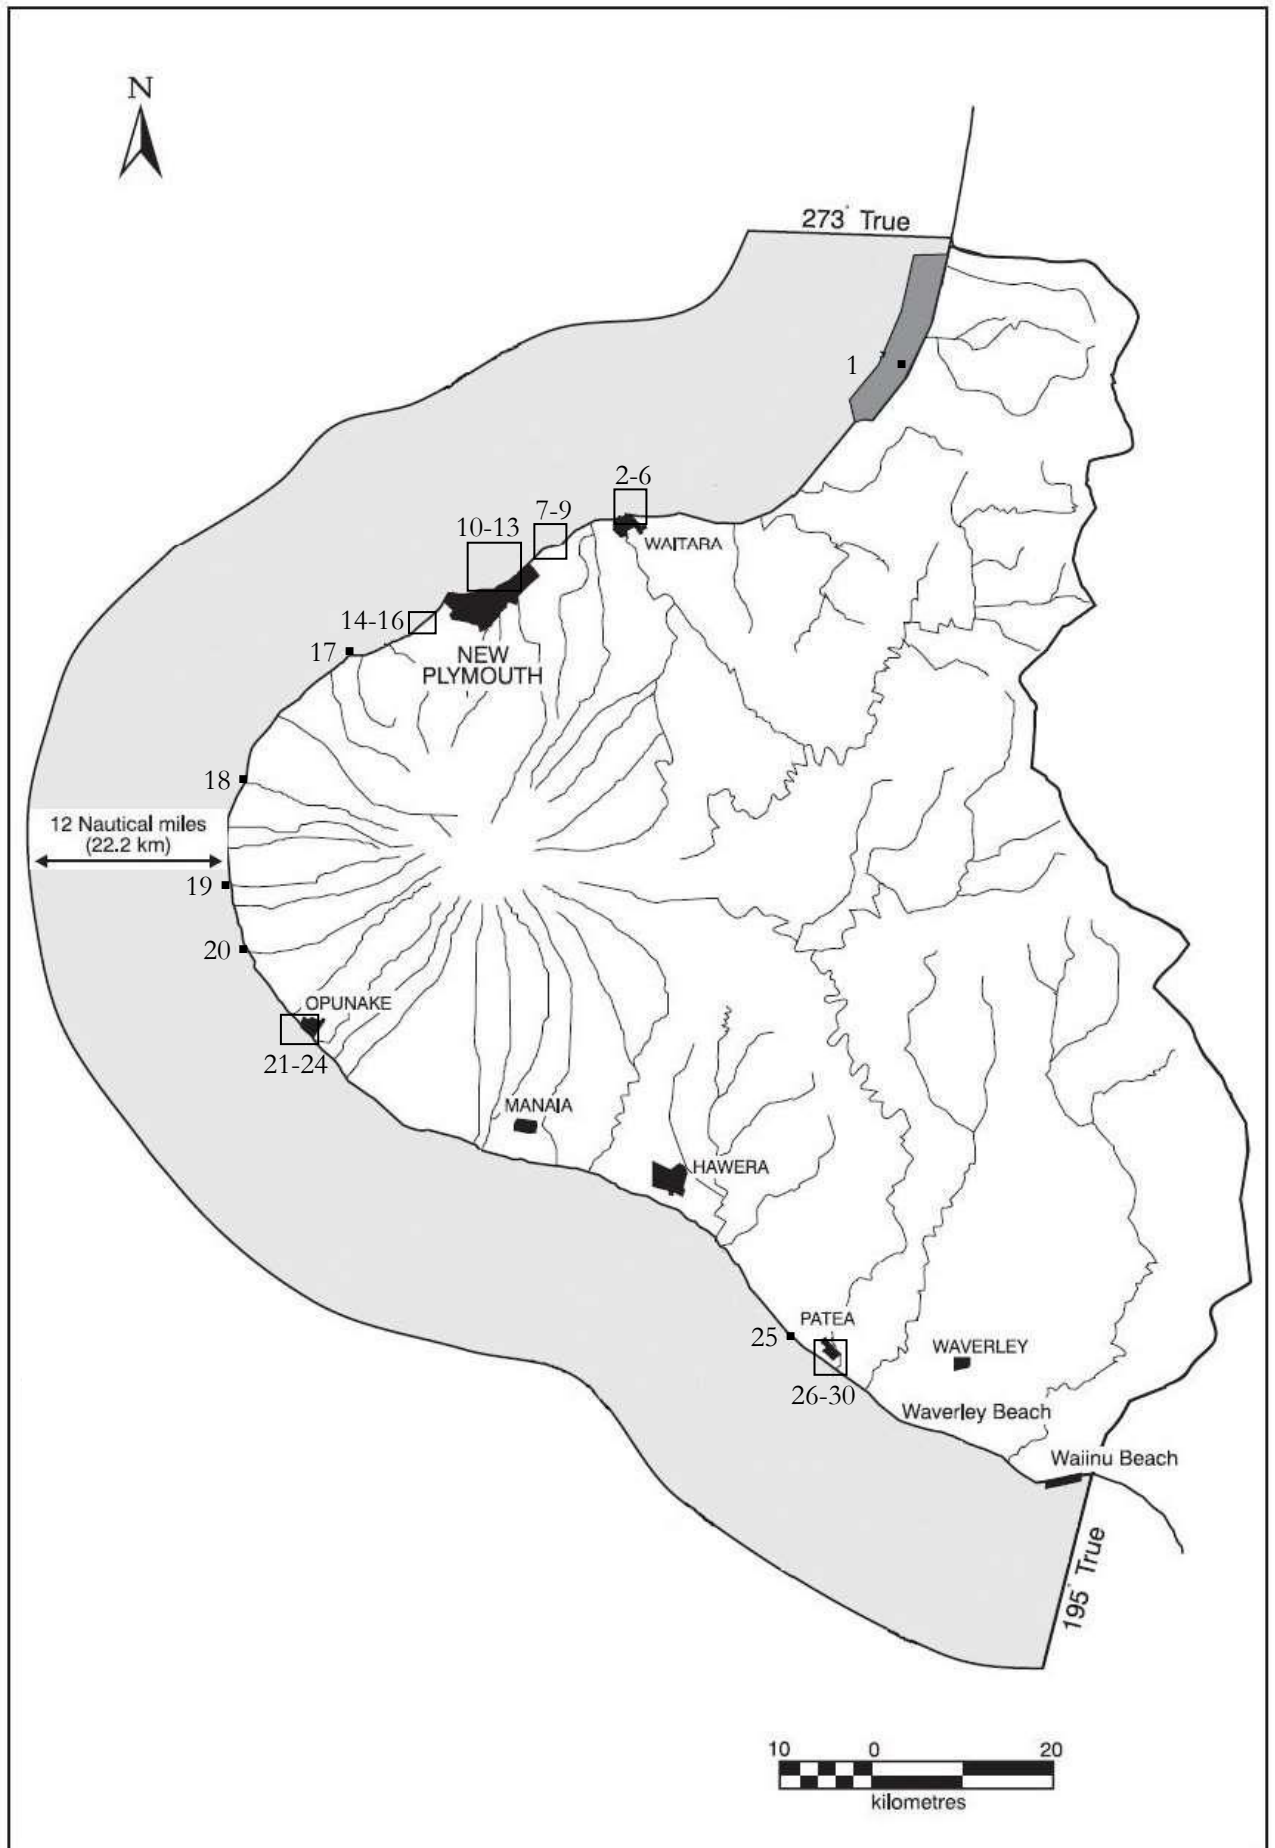 N
273° True
1
2-6
7-9
10-13
WAITARA
14-16
17
NEW
PLYMOUTH
18
12 Nautical miles
(22.2 km)
19
20
OPUNAKE
21-24
MANAIA
HAWERA
25
PATEA
WAVERLEY
26-30
Waverley Beach
Waiinu Beach
195° True
10 0 20
kilometres